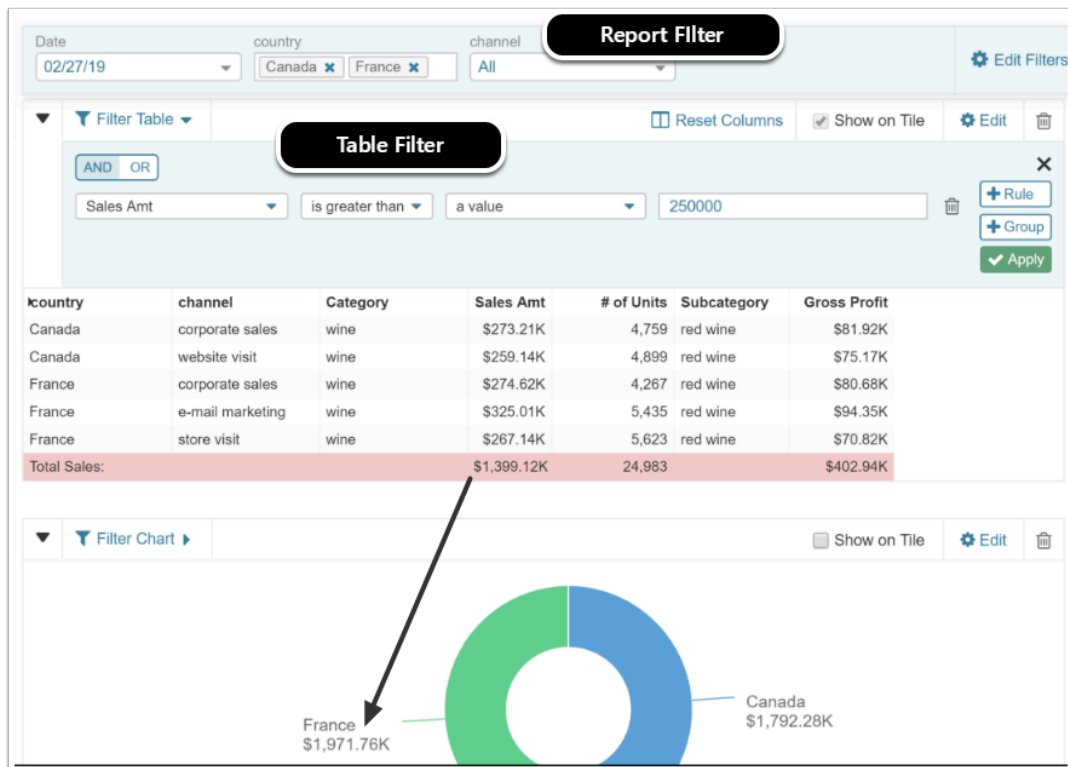 Date country channel Report FIlter
02/27/19 Canada × France × All Edit Filters
Filter Table Reset Columns Show on Tile Edit
Table Filter
AND OR
Sales Amt is greater than a value 250000
+ Rule
+ Group
Apply
country channel Category Sales Amt # of Units Subcategory Gross Profit
Canada corporate sales wine $273.21K 4,759 red wine $81.92K
Canada website visit wine $259.14K 4,899 red wine $75.17K
France corporate sales wine $274.62K 4,267 red wine $80.68K
France e-mail marketing wine $325.01K 5,435 red wine $94.35K
France store visit wine $267.14K 5,623 red wine $70.82K
Total Sales: $1,399.12K 24,983 $402.94K
Filter Chart Show on Tile Edit
Canada
$1,792.28K
France
$1,971.76K